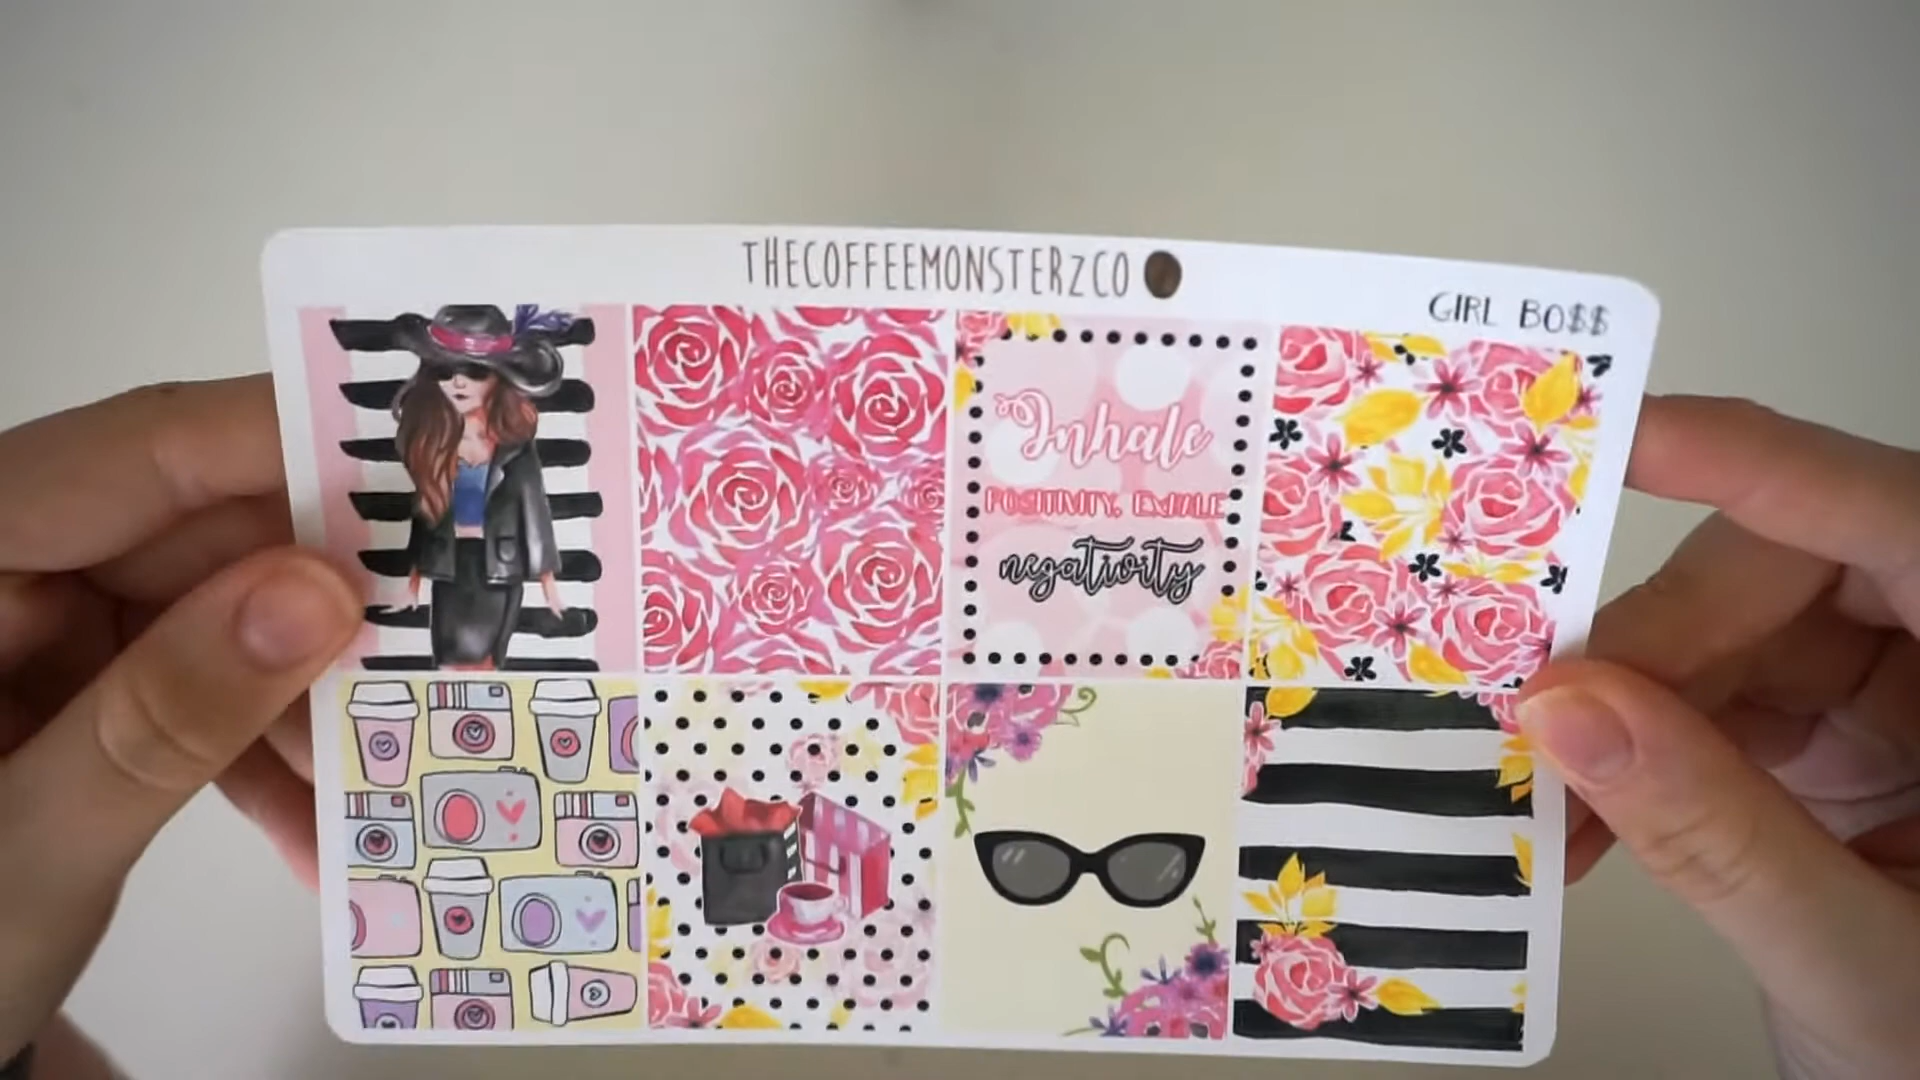 THECOFFEEMONSTERZCO
GIRL BO$$
Inhale
POSITIVITY, EXHALE
negativity